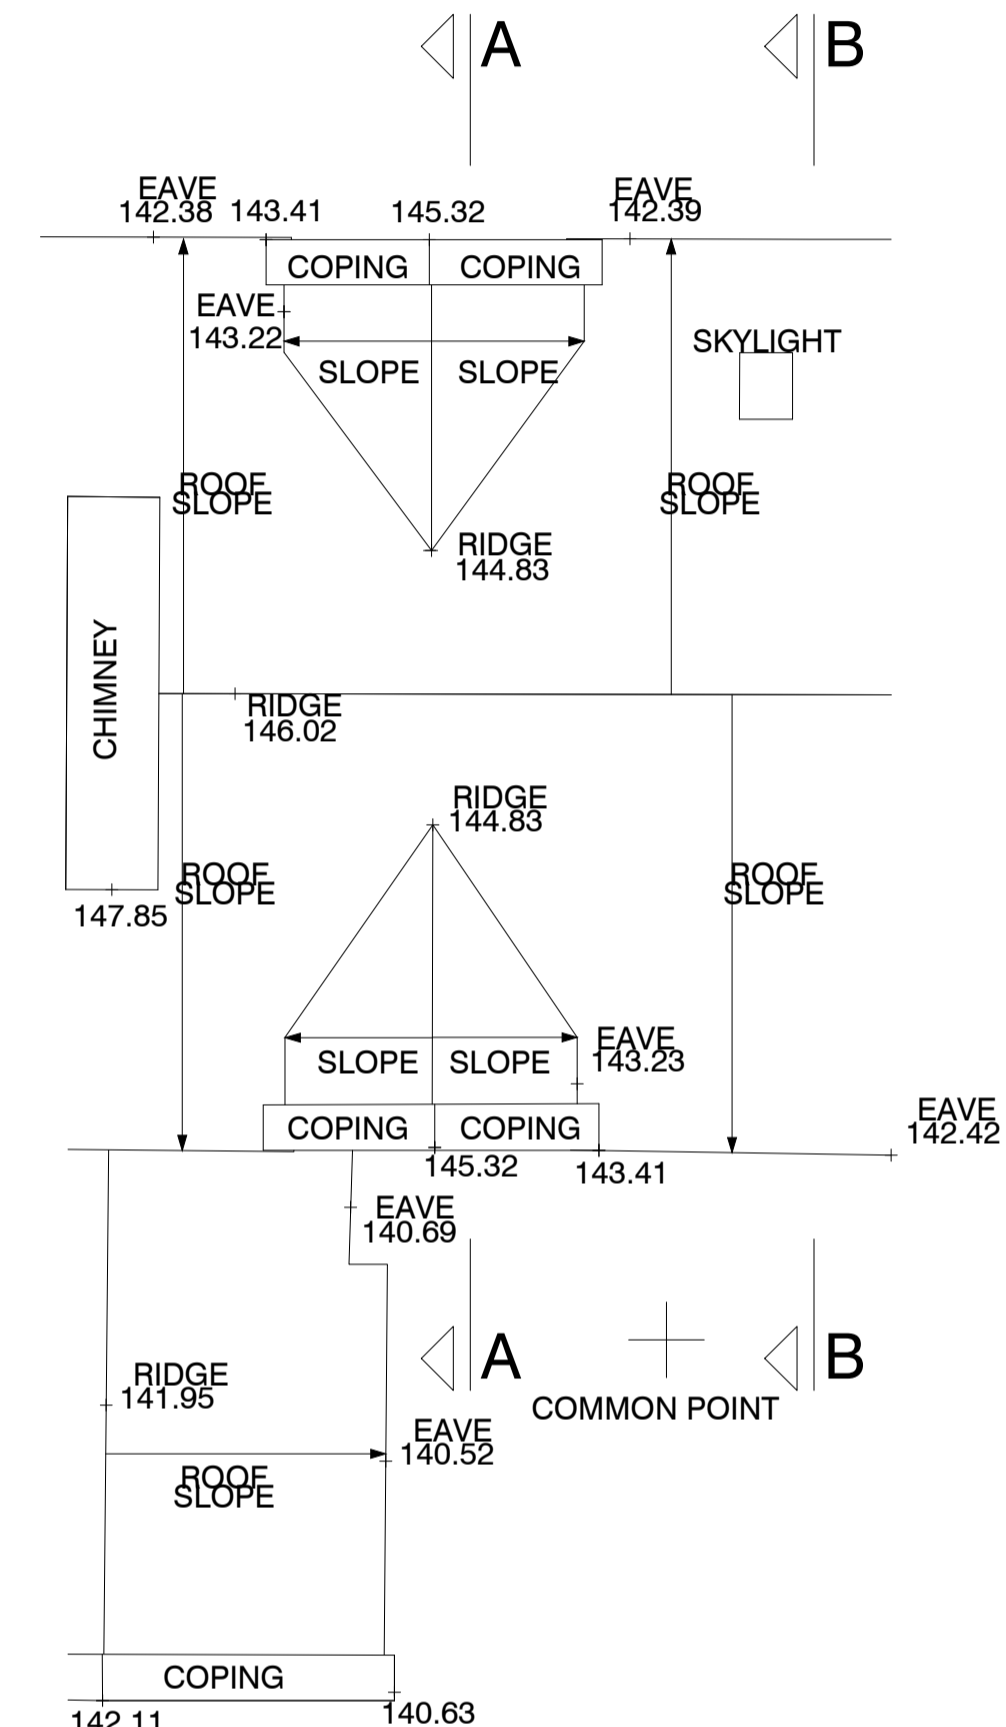 A
B
EAVE
142.38
143.41
145.32
EAVE
142.39
COPING
COPING
EAVE
143.22
SKYLIGHT
SLOPE
SLOPE
ROOF
SLOPE
ROOF
SLOPE
RIDGE
144.83
CHIMNEY
RIDGE
146.02
RIDGE
144.83
ROOF
SLOPE
ROOF
SLOPE
147.85
EAVE
143.23
SLOPE
SLOPE
EAVE
142.42
COPING
COPING
145.32
143.41
EAVE
140.69
A
B
RIDGE
141.95
COMMON POINT
EAVE
140.52
ROOF
SLOPE
COPING
140.63
142.11